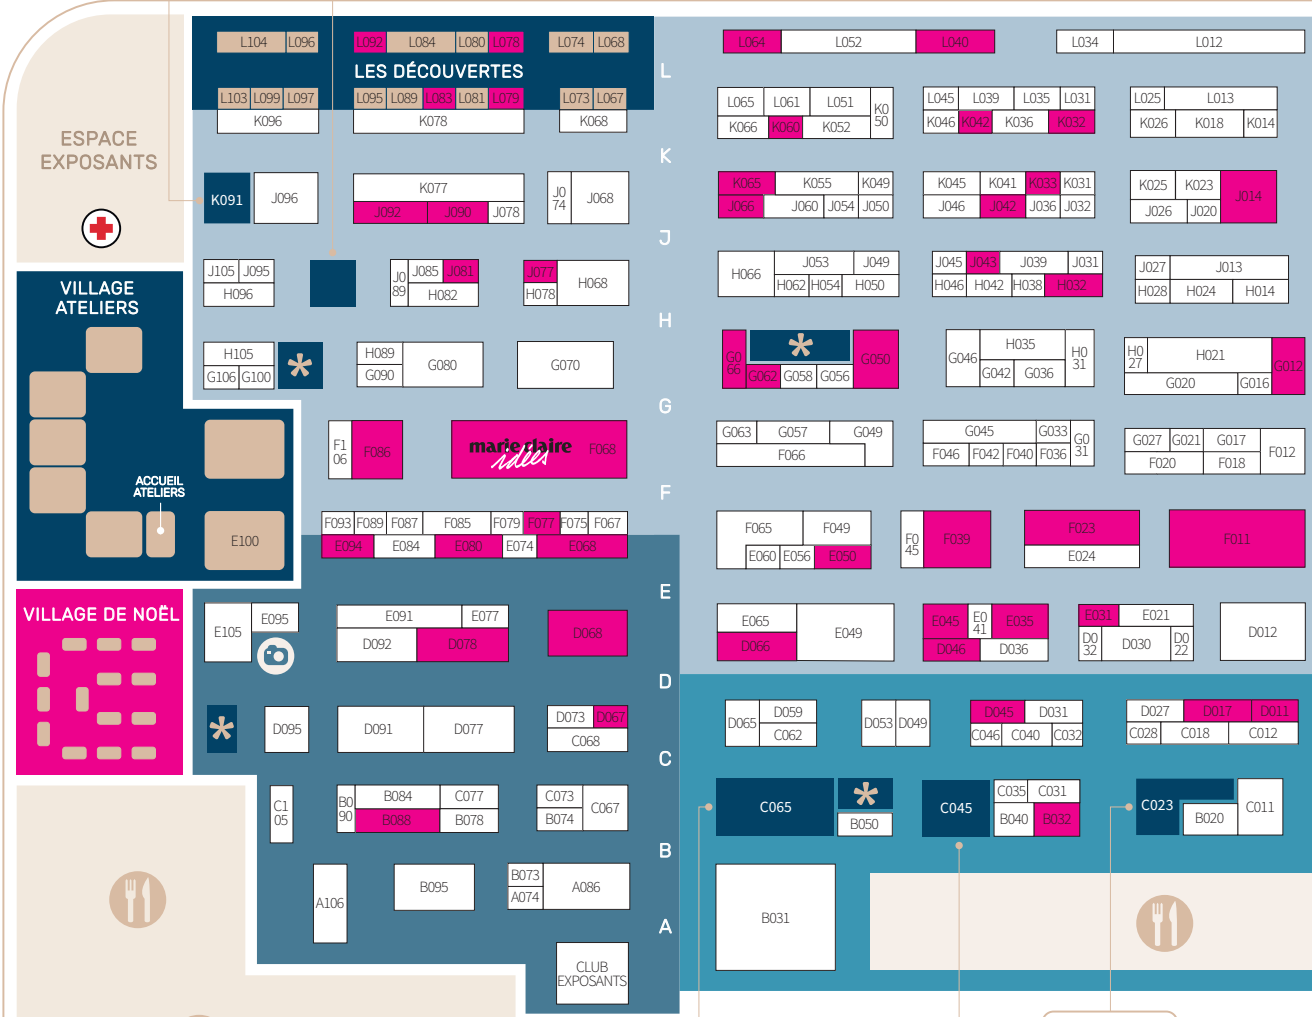 L104 L096 L092 L084 L080 L078 L074 L068 L064 L052 L040 L034 L012
LES DÉCOUVERTES
L
L103 L099 L097 L095 L089 L083 L081 L079 L073 L067 L065 L061 L051 K0
50 L045 L039 L035 L031 L025 L013
K096 K078 K068 K066 K060 K052 K046 K042 K036 K032 K026 K018 K014
ESPACE
EXPOSANTS
K
K091 J096 K077 J0
74 J068 K065 K055 K049 K045 K041 K033 K031 K025 K023 J014
J092 J090 J078 J066 J060 J054 J050 J046 J042 J036 J032 J026 J020
J
J105 J095 J0
89 J085 J081 J077 H068 H066 J053 J049 J045 J043 J039 J031 J027 J013
H096 H082 H078 H062 H054 H050 H046 H042 H038 H032 H028 H024 H014
VILLAGE
ATELIERS
H
H105 * H089 G080 G070 G0
66 * G050 G046 H035 H0
31 H0
27 H021 G012
G106 G100 G090 G062 G058 G056 G042 G036 G020 G016
G
F1
06 F086 marie claire
idées F068 G063 G057 G049 G045 G033 G0
31 G027 G021 G017 F012
F066 F046 F042 F040 F036 F020 F018
ACCUEIL
ATELIERS
F
F093 F089 F087 F085 F079 F077 F075 F067 F065 F049 F0
45 F039 F023 F011
E100 E094 E084 E080 E074 E068 E060 E056 E050 E024
E
VILLAGE DE NOËL
E105 E095 E091 E077 D068 E065 E049 E045 E0
41 E035 E031 E021 D012
D092 D078 D066 D046 D036 D0
32 D030 D0
22
D
* D095 D091 D077 D073 D067 D065 D059 D053 D049 D045 D031 D027 D017 D011
C068 C062 C046 C040 C032 C028 C018 C012
C
C1
05 B0
90 B084 C077 C073 C067 C065 * C045 C035 C031 C023 C011
B088 B078 B074 B050 B040 B032 B020
B
A106 B095 B073 A086 B031
A074
A
CLUB
EXPOSANTS